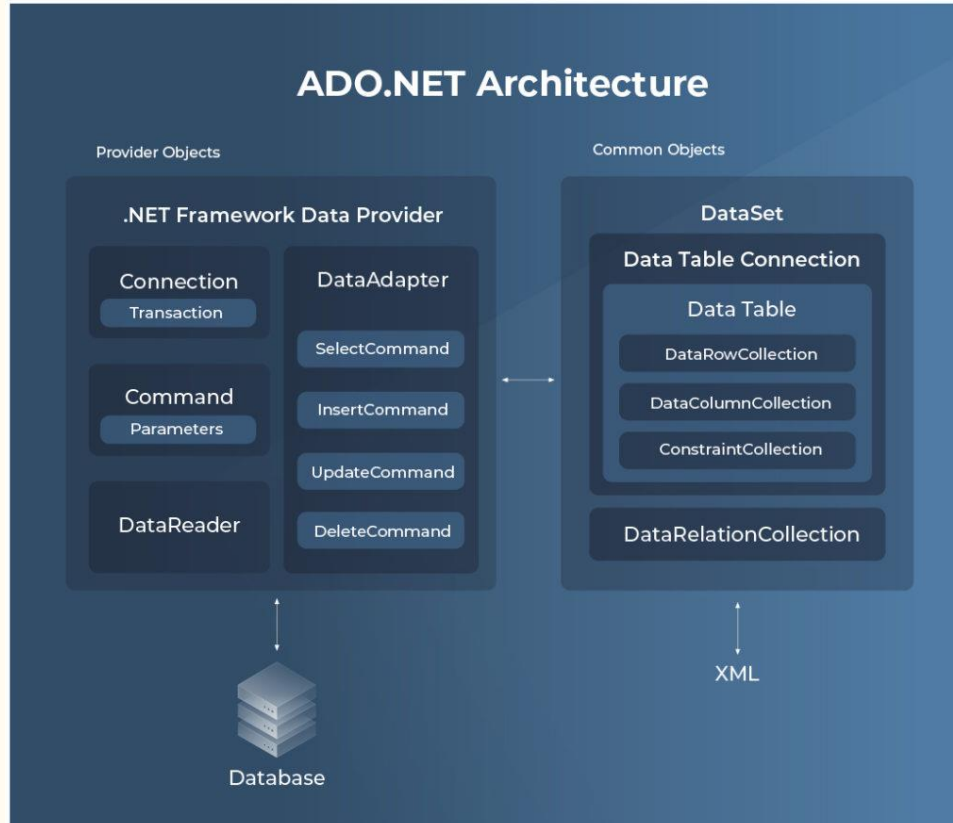 ADO.NET Architecture
Provider Objects
.NET Framework Data Provider
Connection
Transaction
Command
Parameters
DataReader
DataAdapter
SelectCommand
InsertCommand
UpdateCommand
DeleteCommand
Database
Common Objects
DataSet
Data Table Connection
Data Table
DataRowCollection
DataColumnCollection
ConstraintCollection
DataRelationCollection
XML